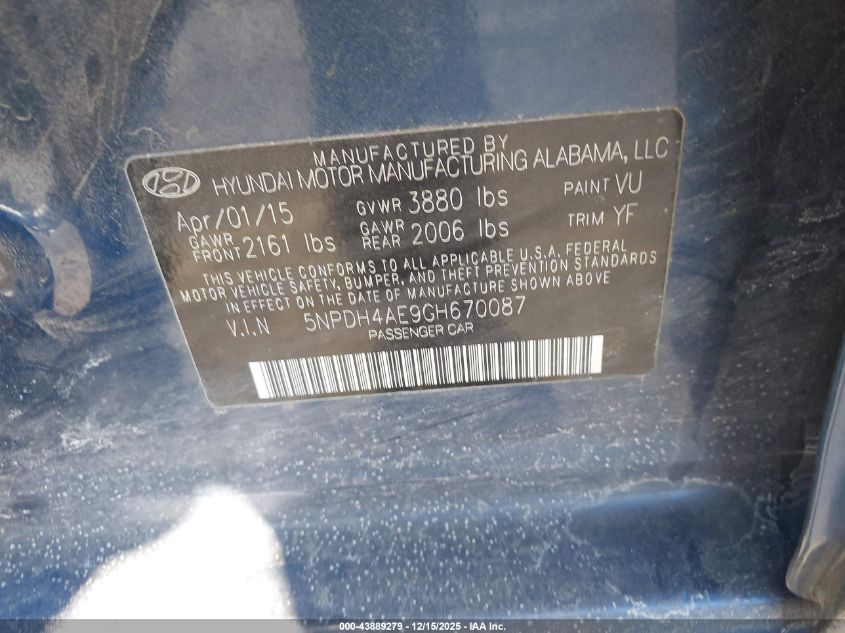 MANUFACTURED BY
HYUNDAI MOTOR MANUFACTURING ALABAMA, LLC
Apr/01/15 GVWR 3880 lbs PAINT VU
GAWR FRONT 2161 lbs GAWR REAR 2006 lbs TRIM YF
THIS VEHICLE CONFORMS TO ALL APPLICABLE U.S.A. FEDERAL
MOTOR VEHICLE SAFETY, BUMPER, AND THEFT PREVENTION STANDARDS
IN EFFECT ON THE DATE OF MANUFACTURE SHOWN ABOVE
V.I.N 5NPDH4AE9GH670087
PASSENGER CAR
000-43889279 - 12/15/2025 - IAA Inc.